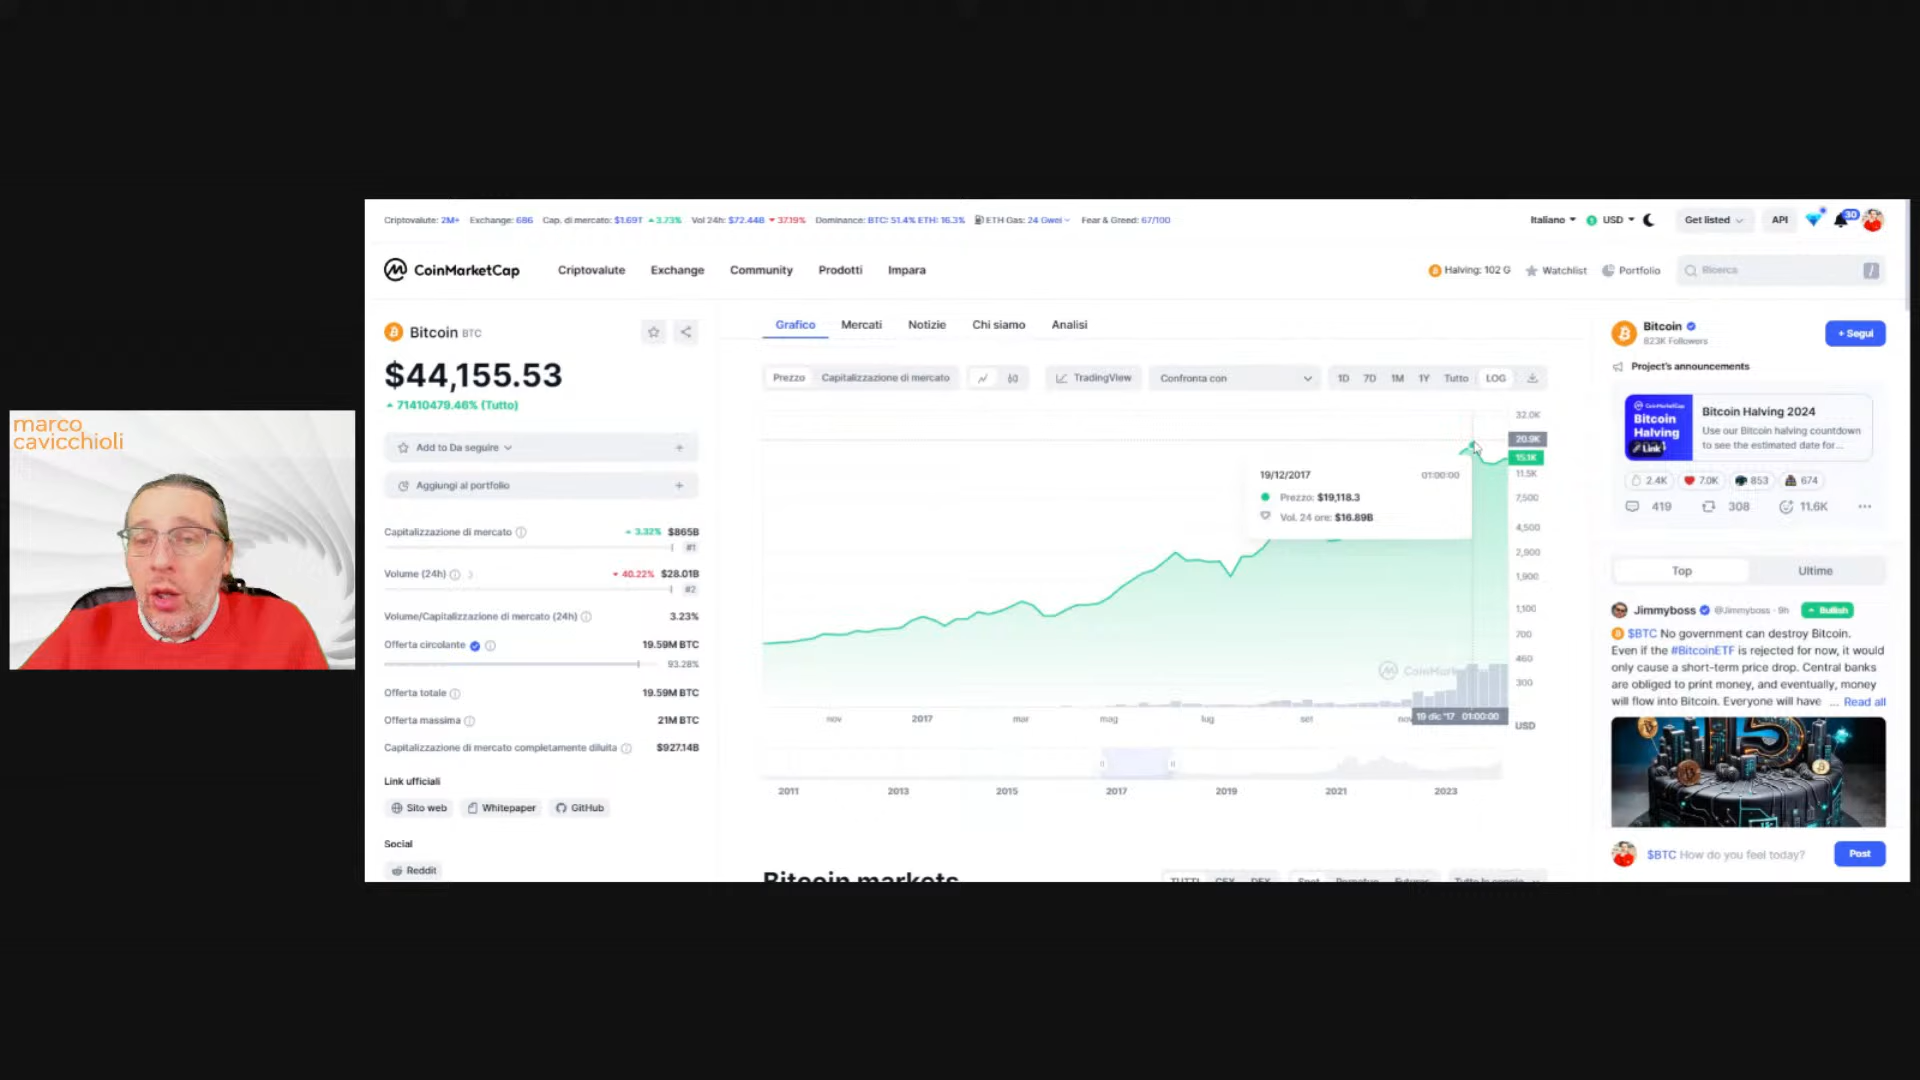 marco
cavicchioli
Criptovalute: 2M+ Exchange: 686 Cap. di mercato: $1.69T 3.73% Vol 24h: $72.44B 37.19% Dominance: BTC: 51.4% ETH: 16.3% ETH Gas: 24 Gwei Fear & Greed: 67/100
Italiano USD Get listed API 30
CoinMarketCap Criptovalute Exchange Community Prodotti Impara
Halving: 102 G Watchlist Portfolio Ricerca /
Bitcoin BTC
$44,155.53
71410479.46% (Tutto)
Add to Da seguire +
Aggiungi al portfolio +
Capitalizzazione di mercato 3.32% $865B
#1
Volume (24h) 40.22% $28.01B
#2
Volume/Capitalizzazione di mercato (24h) 3.23%
Offerta circolante 19.59M BTC
93.28%
Offerta totale 19.59M BTC
Offerta massima 21M BTC
Capitalizzazione di mercato completamente diluita $927.14B
Link ufficiali
Sito web Whitepaper GitHub
Social
Reddit
Grafico Mercati Notizie Chi siamo Analisi
Prezzo Capitalizzazione di mercato TradingView Confronta con 1D 7D 1M 1Y Tutto LOG
32.0K
20.9K
15.1K
11.5K
7,500
4,500
2,900
1,900
1,100
700
460
300
USD
19/12/2017 01:00:00
Prezzo: $19,118.3
Vol. 24 ore: $16.89B
CoinMar
nov 2017 mar mag lug set nov 19 dic '17 01:00:00
2011 2013 2015 2017 2019 2021 2023
Bitcoin markets
TUTTI CEX DEX Spot Perpetuo Futures
Bitcoin
823K Followers
+ Segui
Project's announcements
CoinMarketCap
Bitcoin
Halving
Link
Bitcoin Halving 2024
Use our Bitcoin halving countdown
to see the estimated date for...
2.4K 7.0K 853 674
419 308 11.6K ...
Top Ultime
Jimmyboss @Jimmyboss · 9h Bullish
$BTC No government can destroy Bitcoin.
Even if the #BitcoinETF is rejected for now, it would
only cause a short-term price drop. Central banks
are obliged to print money, and eventually, money
will flow into Bitcoin. Everyone will have ... Read all
15
$BTC How do you feel today? Post